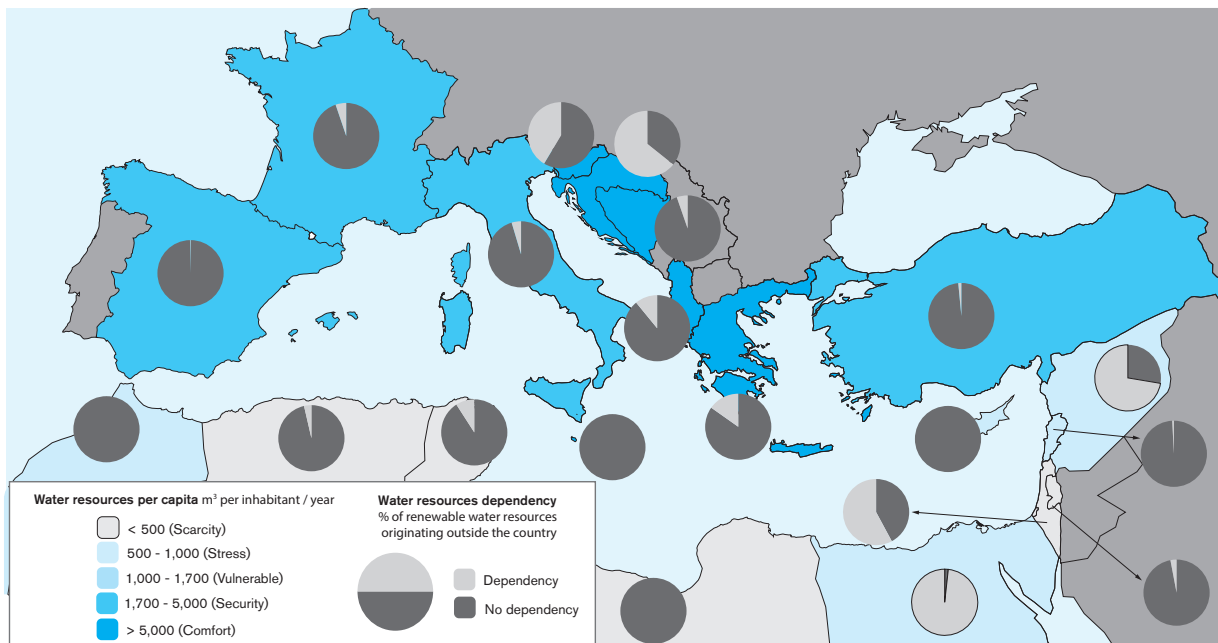 Water resources per capita m³ per inhabitant / year
< 500 (Scarcity)
500 - 1,000 (Stress)
1,000 - 1,700 (Vulnerable)
1,700 - 5,000 (Security)
> 5,000 (Comfort)
Water resources dependency
% of renewable water resources
originating outside the country
Dependency
No dependency